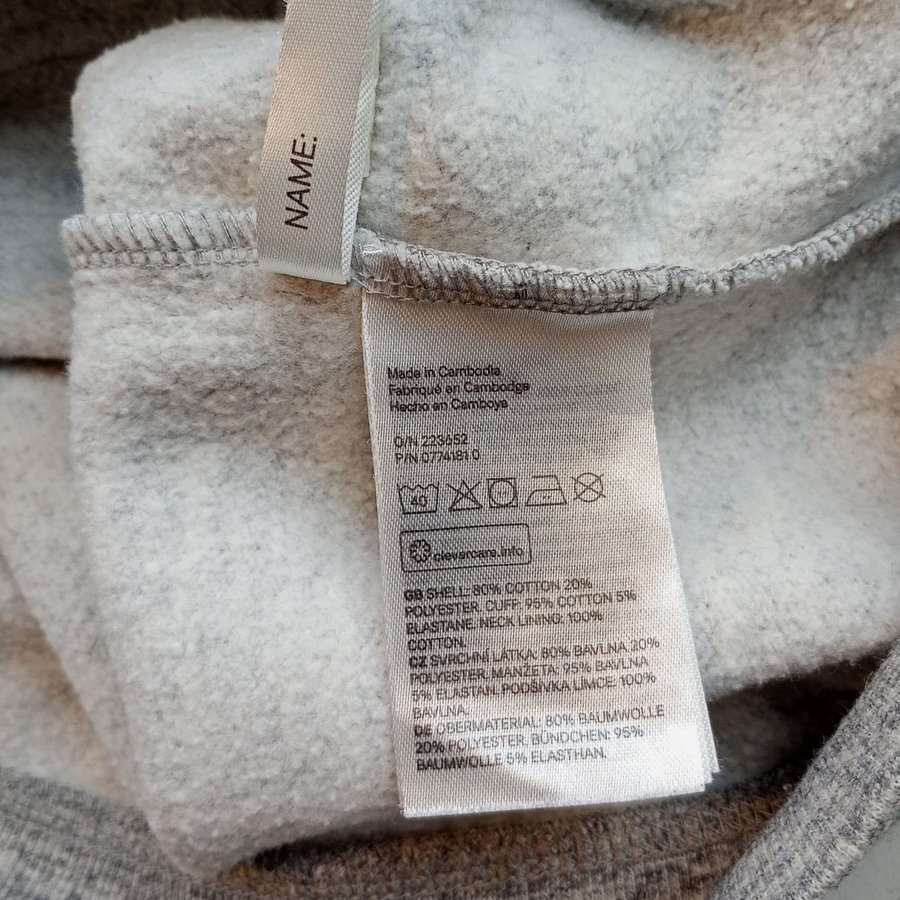 NAME:
Made in Cambodia
Fabriqué en Cambodge
Hecho en Camboya
O/N 223652
P/N 0774181 0
40
clevercare.info
GB SHELL: 80% COTTON 20%
POLYESTER. CUFF: 95% COTTON 5%
ELASTANE. NECK LINING: 100%
COTTON.
CZ SVRCHNÍ LÁTKA: 80% BAVLNA 20%
POLYESTER. MANŽETA: 95% BAVLNA
5% ELASTAN. PODŠÍVKA LÍMCE: 100%
BAVLNA.
DE OBERMATERIAL: 80% BAUMWOLLE
20% POLYESTER. BÜNDCHEN: 95%
BAUMWOLLE 5% ELASTHAN.